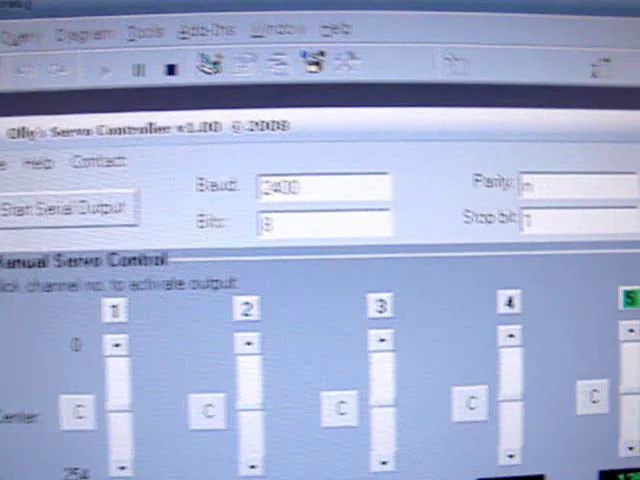 Query Diagram Tools Add-Ins Window Help
Olly's Servo Controller v1.00 © 2008
Help Contact
Baud: 2400 Parity: n
Start Serial Output
Bits: 8 Stop bit: 1
Manual Servo Control
click channel no. to activate output
1 2 3 4 5
0
Center: C C C C C
254